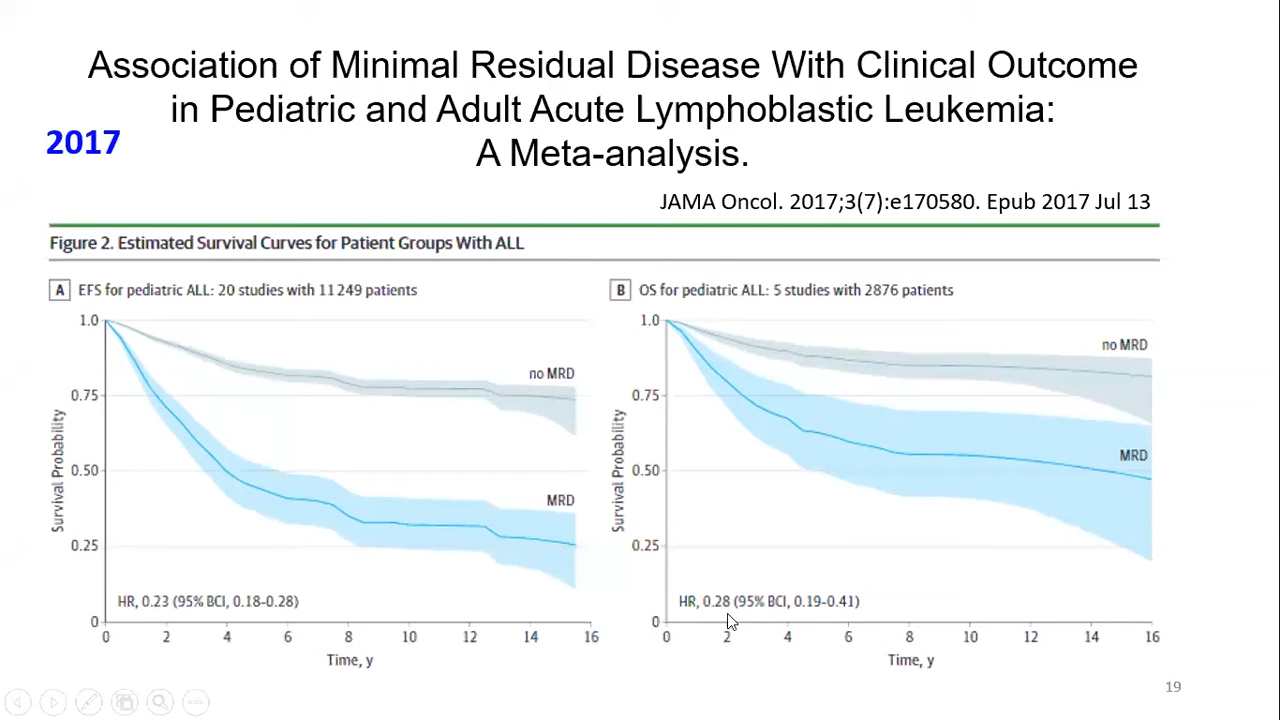 Association of Minimal Residual Disease With Clinical Outcome
in Pediatric and Adult Acute Lymphoblastic Leukemia:
2017
A Meta-analysis.
JAMA Oncol. 2017;3(7):e170580. Epub 2017 Jul 13
Figure 2. Estimated Survival Curves for Patient Groups With ALL
A EFS for pediatric ALL: 20 studies with 11249 patients
1.0
0.75
0.50
0.25
0
Survival Probability
no MRD
MRD
HR, 0.23 (95% BCI, 0.18-0.28)
0 2 4 6 8 10 12 14 16
Time, y
B OS for pediatric ALL: 5 studies with 2876 patients
1.0
0.75
0.50
0.25
0
Survival Probability
no MRD
MRD
HR, 0.28 (95% BCI, 0.19-0.41)
0 2 4 6 8 10 12 14 16
Time, y
19